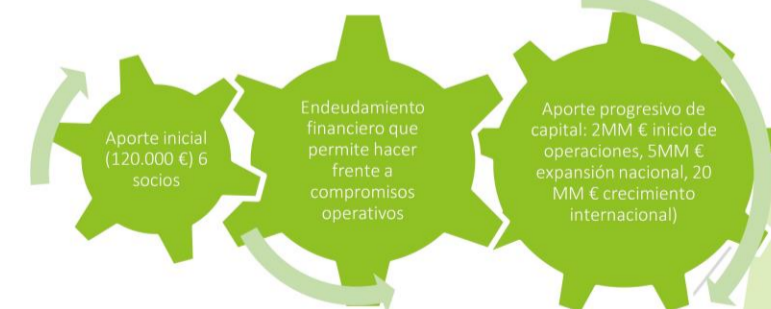 Aporte inicial
(120.000 €) 6
socios
Endeudamiento
financiero que
permite hacer
frente a
compromisos
operativos
Aporte progresivo de
capital: 2MM € inicio de
operaciones, 5MM €
expansión nacional, 20
MM € crecimiento
internacional)